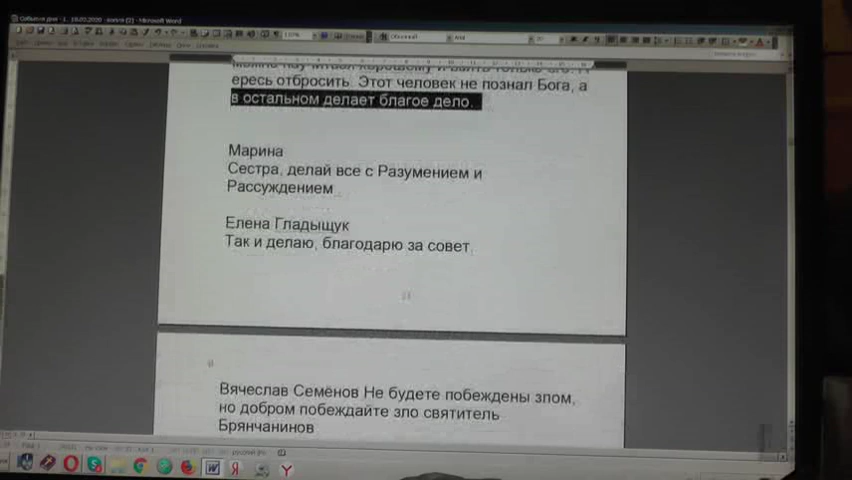 ересь отбросить. Этот человек не познал Бога, а
в остальном делает благое дело.
Марина
Сестра, делай все с Разумением и
Рассуждением
Елена Гладыщук
Так и делаю, благодарю за совет.
Вячеслав Семёнов Не будете побеждены злом,
но добром побеждайте зло святитель
Брянчанинов